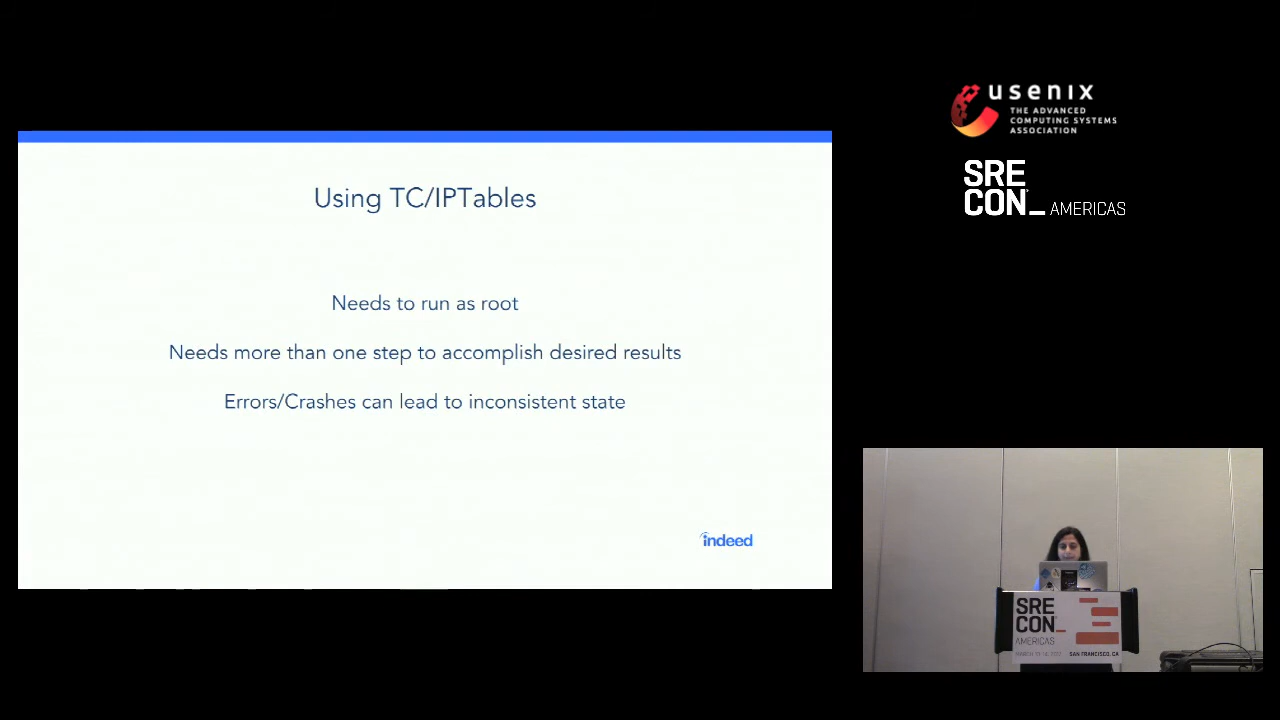 Using TC/IPTables
Needs to run as root
Needs more than one step to accomplish desired results
Errors/Crashes can lead to inconsistent state
indeed
usenix
THE ADVANCED
COMPUTING SYSTEMS
ASSOCIATION
SRE
CON_ AMERICAS
SRE
CON_
AMERICAS
SAN FRANCISCO, CA